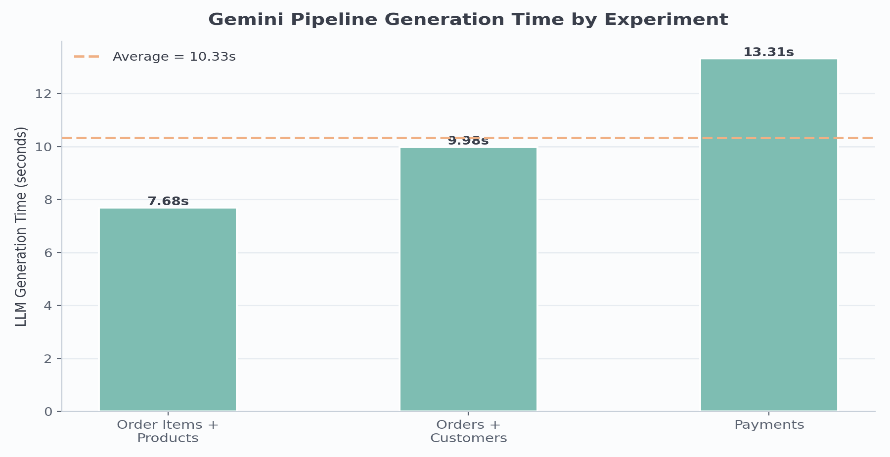 Gemini Pipeline Generation Time by Experiment
Average = 10.33s
LLM Generation Time (seconds)
12
10
8
6
4
2
0
7.68s
9.98s
13.31s
Order Items +
Products
Orders +
Customers
Payments